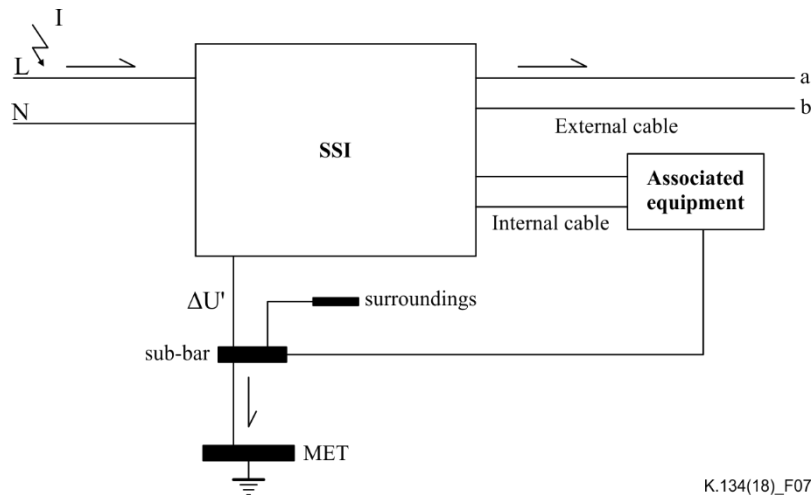 I
L
a
N
b
External cable
SSI
Associated
equipment
Internal cable
ΔU'
surroundings
sub-bar
MET
K.134(18)_F07